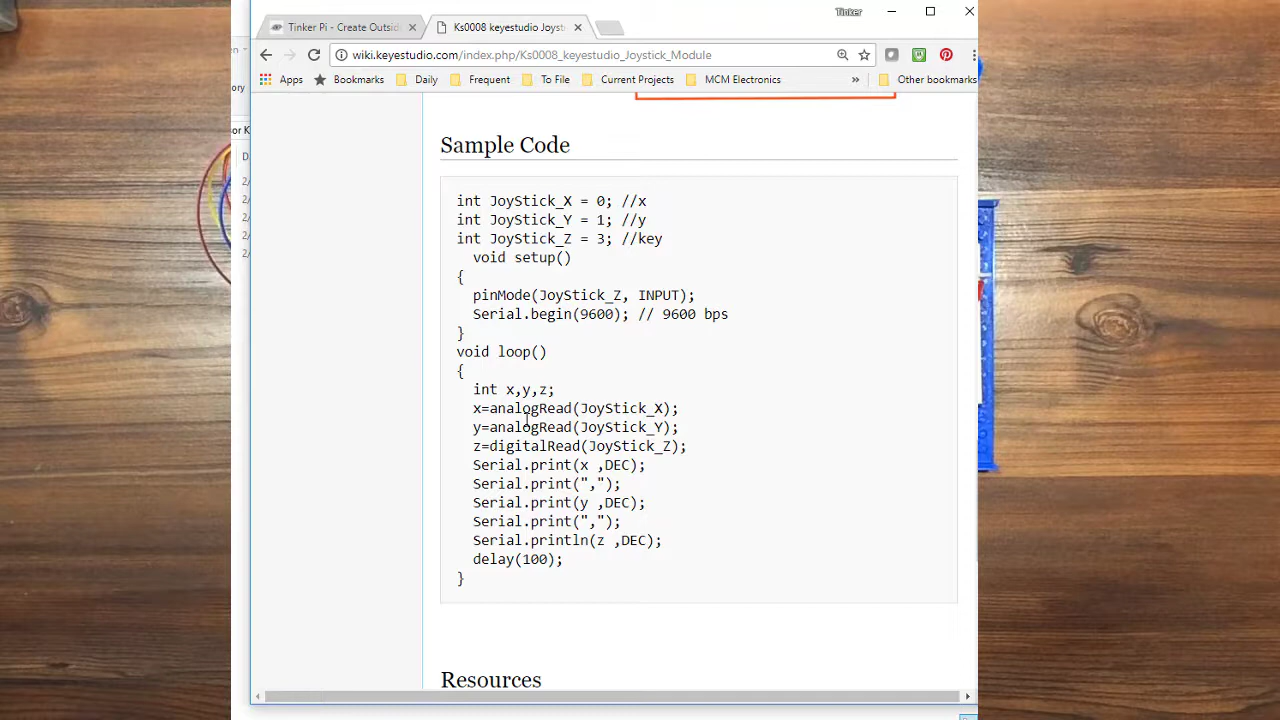 Tinker
Tinker Pi - Create Outsid
Ks0008 keyestudio Joyst
wiki.keyestudio.com/index.php/Ks0008_keyestudio_Joystick_Module
Apps Bookmarks Daily Frequent To File Current Projects MCM Electronics » Other bookmarks
Sample Code
int JoyStick_X = 0; //x
int JoyStick_Y = 1; //y
int JoyStick_Z = 3; //key
void setup()
{
pinMode(JoyStick_Z, INPUT);
Serial.begin(9600); // 9600 bps
}
void loop()
{
int x,y,z;
x=analogRead(JoyStick_X);
y=analogRead(JoyStick_Y);
z=digitalRead(JoyStick_Z);
Serial.print(x ,DEC);
Serial.print(",");
Serial.print(y ,DEC);
Serial.print(",");
Serial.println(z ,DEC);
delay(100);
}
Resources